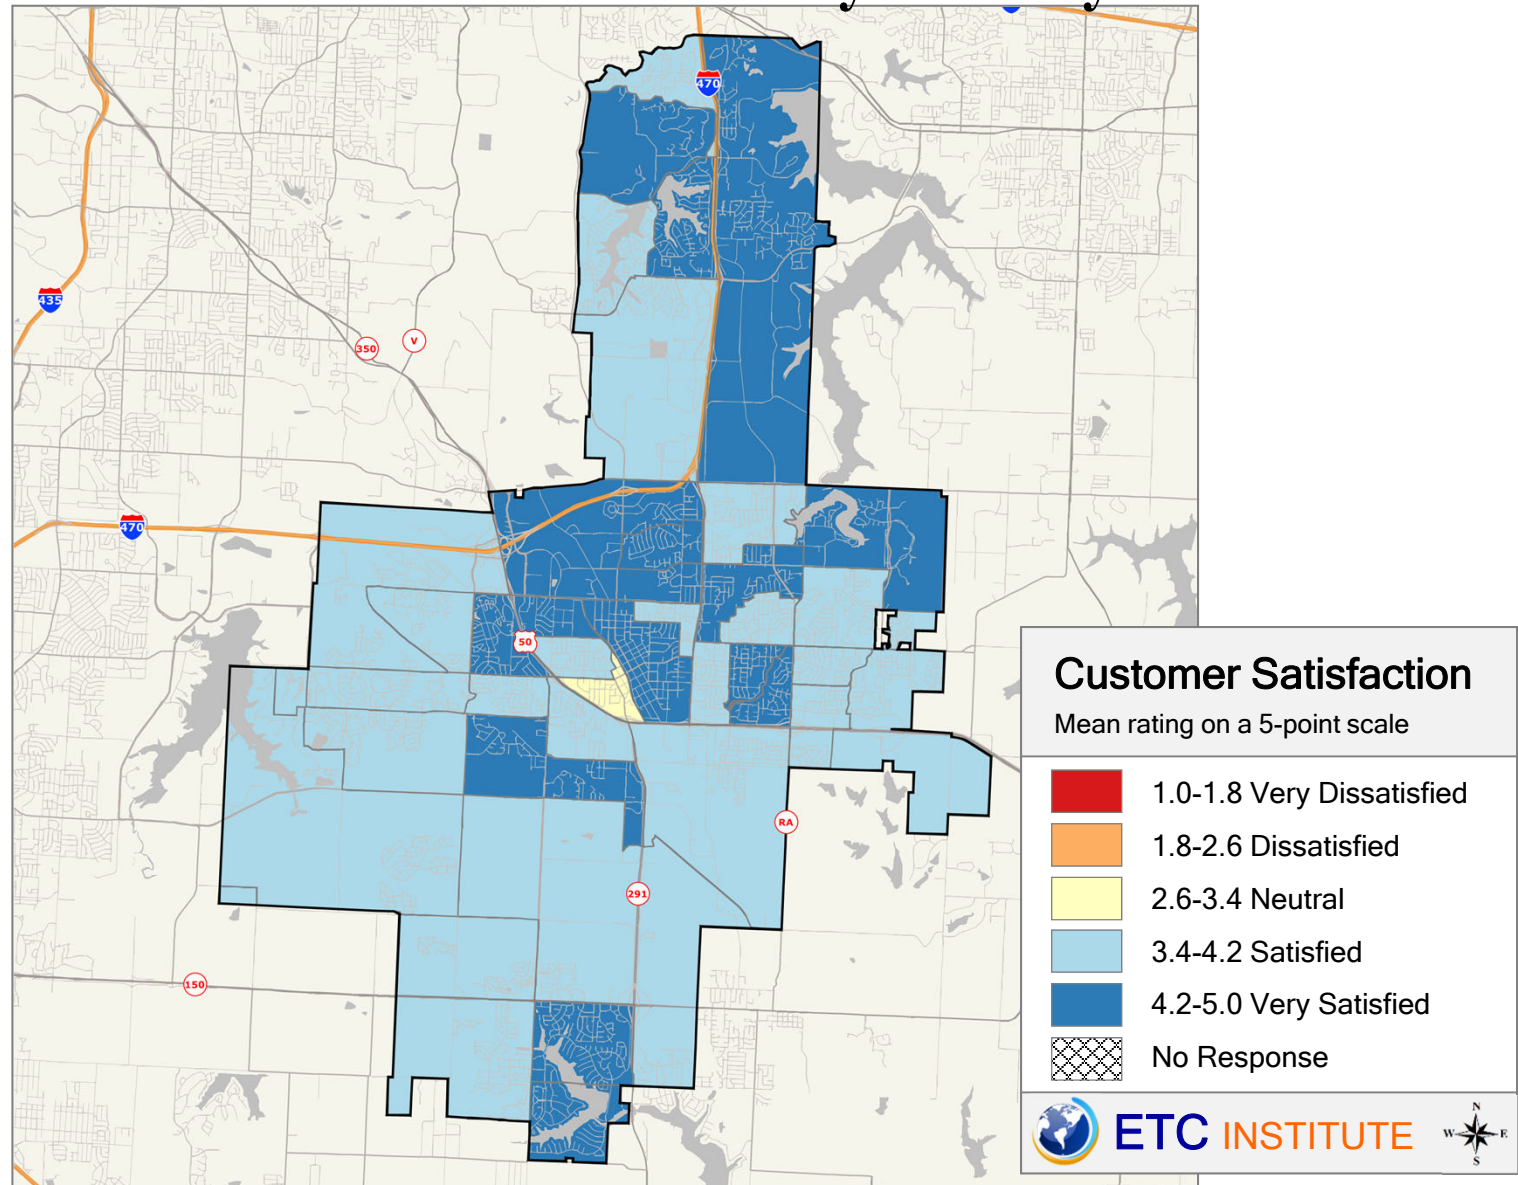 470
435
350
V
470
50
RA
291
150
Customer Satisfaction
Mean rating on a 5-point scale
1.0-1.8 Very Dissatisfied
1.8-2.6 Dissatisfied
2.6-3.4 Neutral
3.4-4.2 Satisfied
4.2-5.0 Very Satisfied
No Response
ETC INSTITUTE
N
W E
S